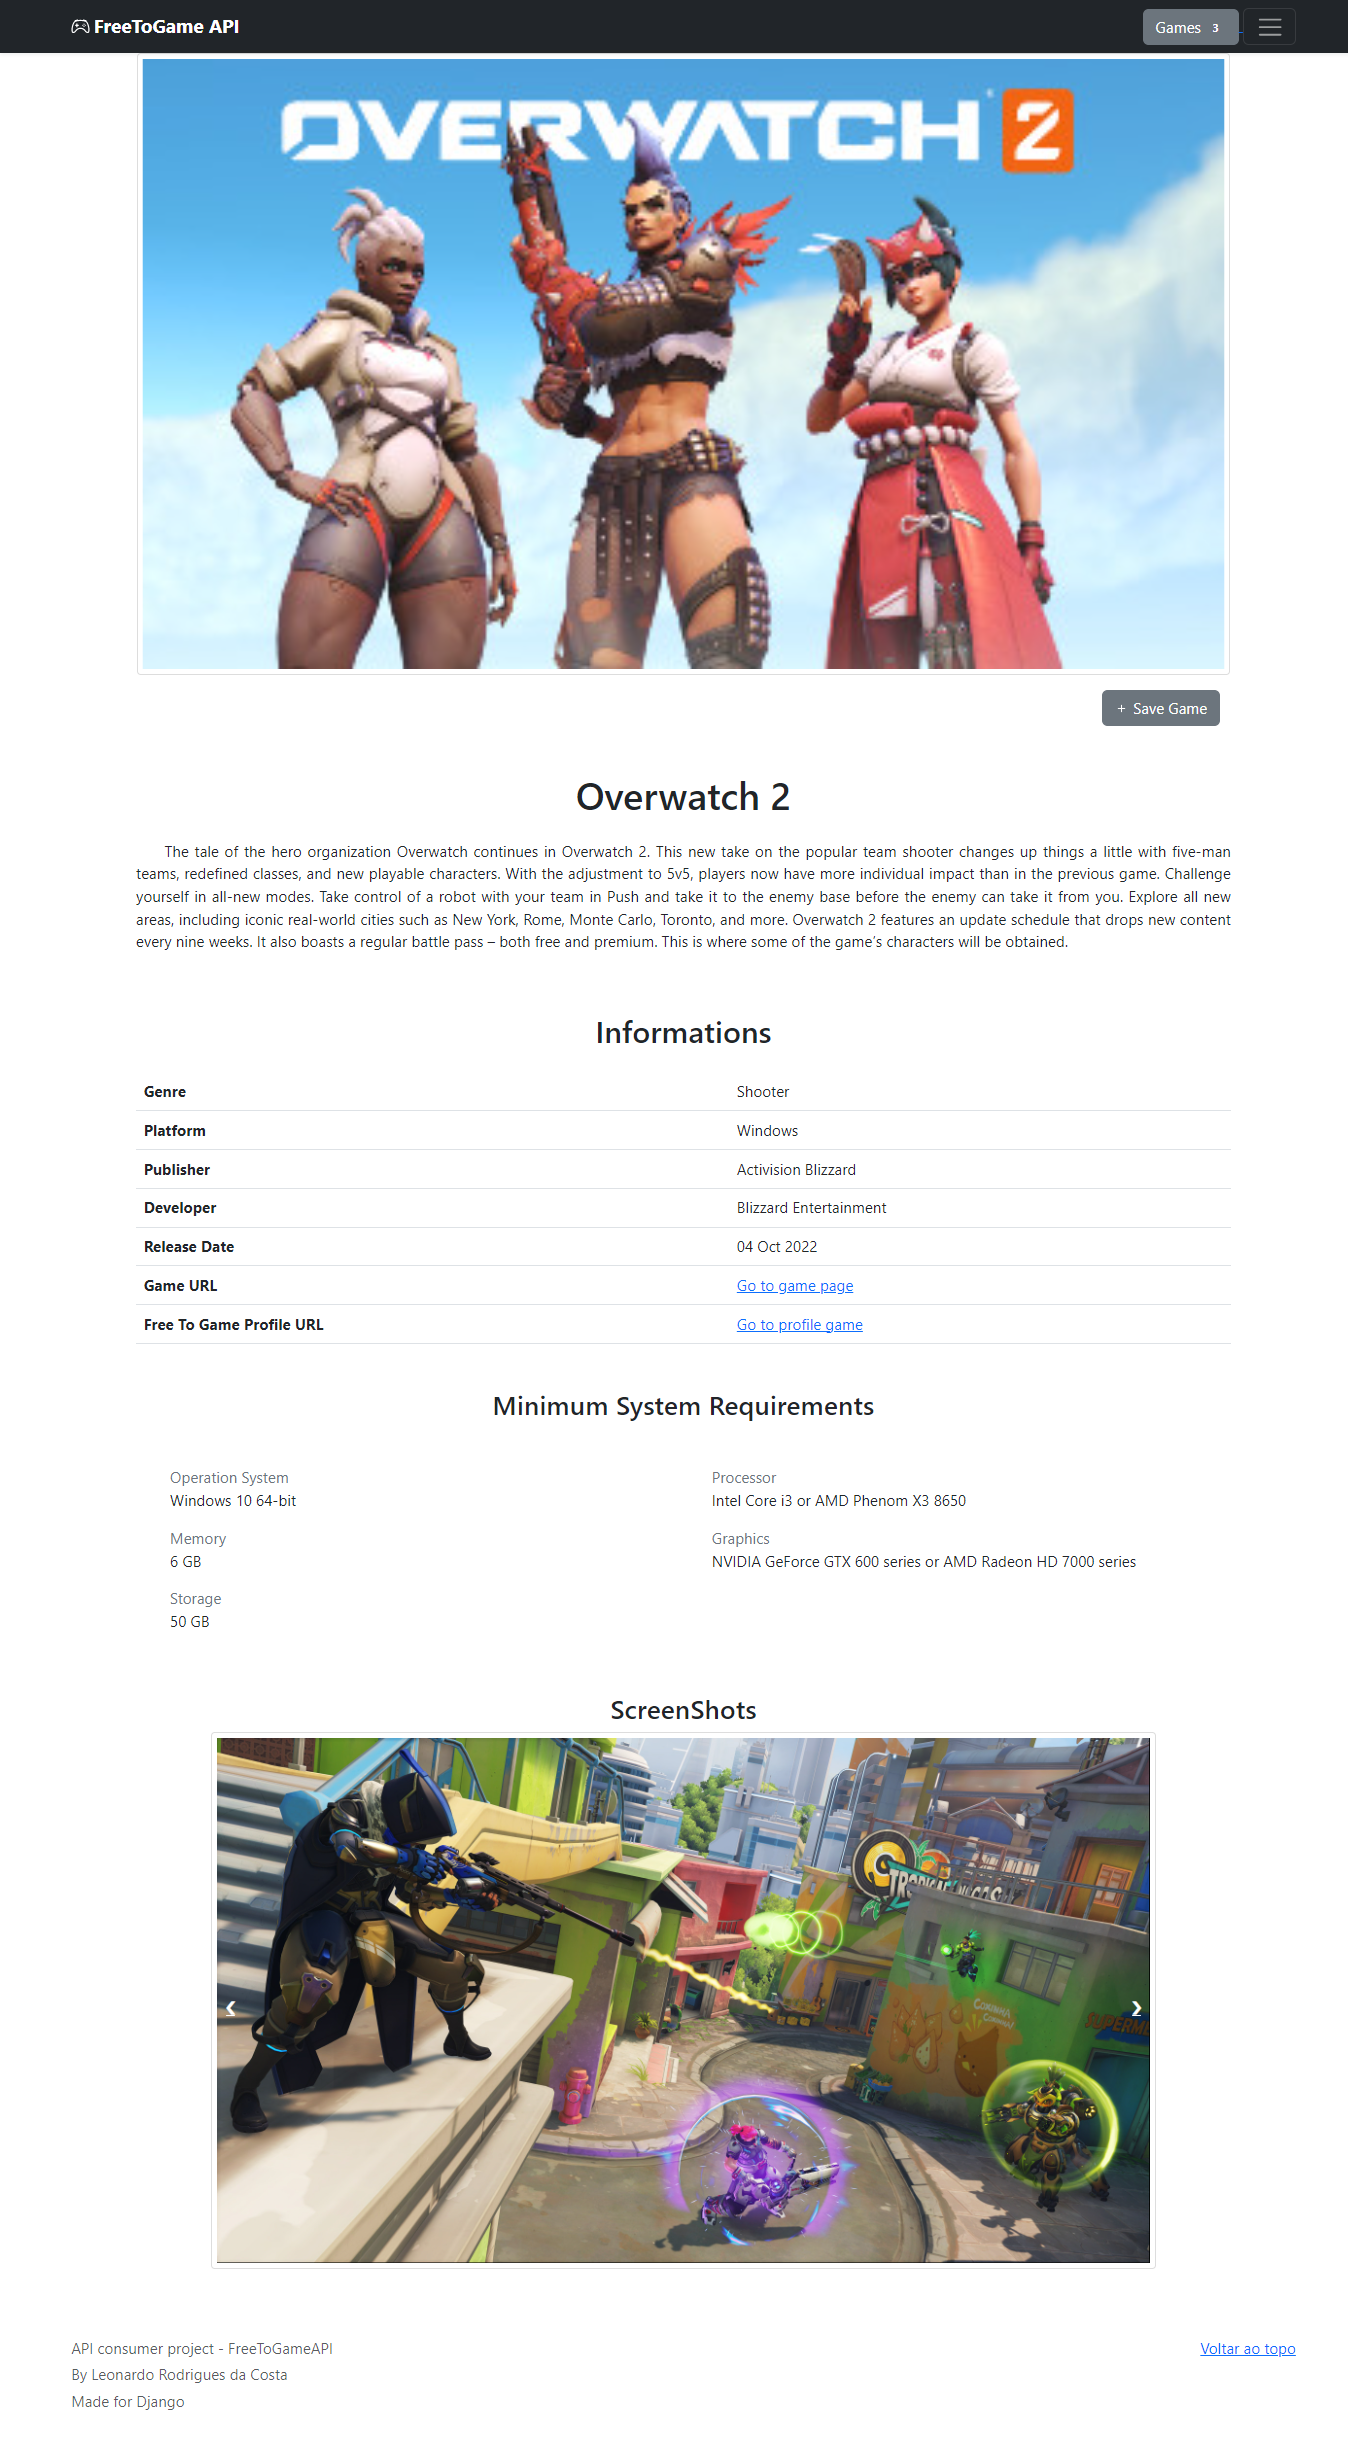 FreeToGame API
Games 3
OVERWATCH 2
+ Save Game
Overwatch 2
The tale of the hero organization Overwatch continues in Overwatch 2. This new take on the popular team shooter changes up things a little with five-man
teams, redefined classes, and new playable characters. With the adjustment to 5v5, players now have more individual impact than in the previous game. Challenge
yourself in all-new modes. Take control of a robot with your team in Push and take it to the enemy base before the enemy can take it from you. Explore all new
areas, including iconic real-world cities such as New York, Rome, Monte Carlo, Toronto, and more. Overwatch 2 features an update schedule that drops new content
every nine weeks. It also boasts a regular battle pass – both free and premium. This is where some of the game's characters will be obtained.
Informations
Genre Shooter
Platform Windows
Publisher Activision Blizzard
Developer Blizzard Entertainment
Release Date 04 Oct 2022
Game URL Go to game page
Free To Game Profile URL Go to profile game
Minimum System Requirements
Operation System
Windows 10 64-bit
Processor
Intel Core i3 or AMD Phenom X3 8650
Memory
6 GB
Graphics
NVIDIA GeForce GTX 600 series or AMD Radeon HD 7000 series
Storage
50 GB
ScreenShots
API consumer project - FreeToGameAPI
Voltar ao topo
By Leonardo Rodrigues da Costa
Made for Django